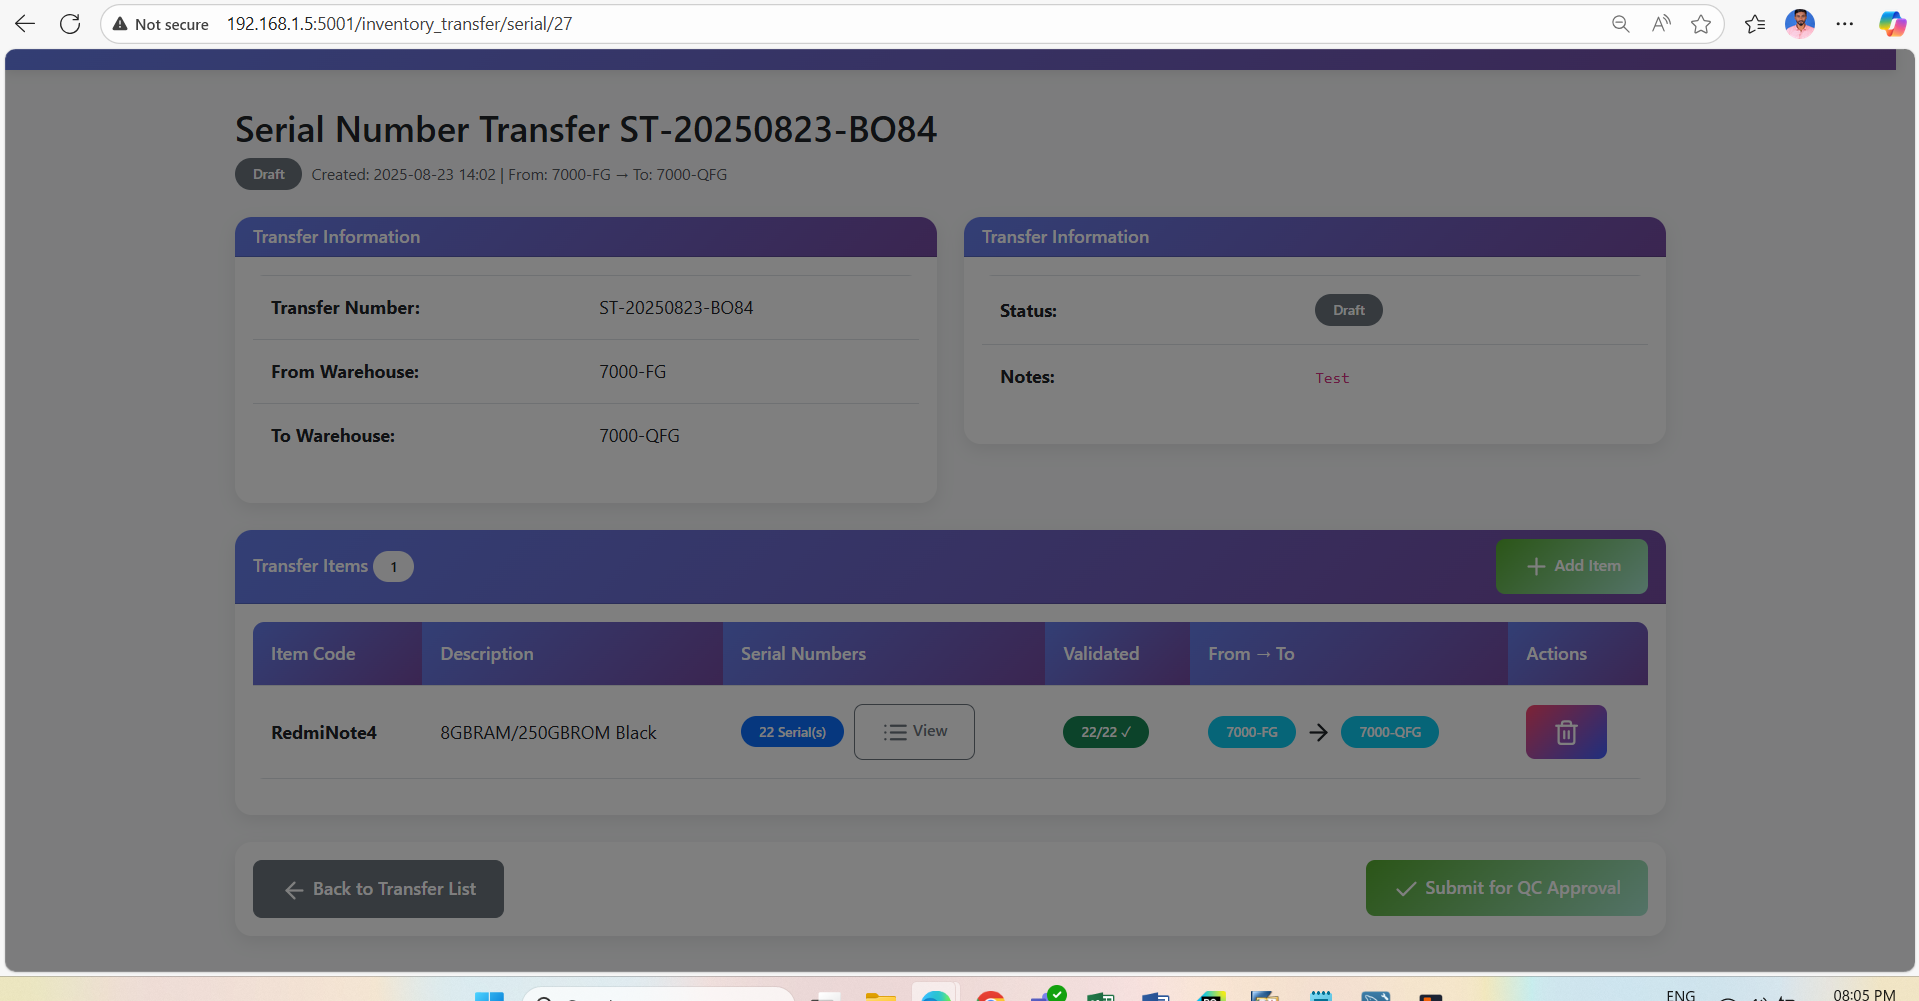 Not secure 192.168.1.5:5001/inventory_transfer/serial/27
Serial Number Transfer ST-20250823-BO84
Draft Created: 2025-08-23 14:02 | From: 7000-FG → To: 7000-QFG
Transfer Information
Transfer Number: ST-20250823-BO84
From Warehouse: 7000-FG
To Warehouse: 7000-QFG
Transfer Information
Status: Draft
Notes: Test
Transfer Items 1
+ Add Item
Item Code Description Serial Numbers Validated From → To Actions
RedmiNote4 8GBRAM/250GBROM Black 22 Serial(s) View 22/22 ✓ 7000-FG → 7000-QFG
← Back to Transfer List
✓ Submit for QC Approval
ENG
08:05 PM